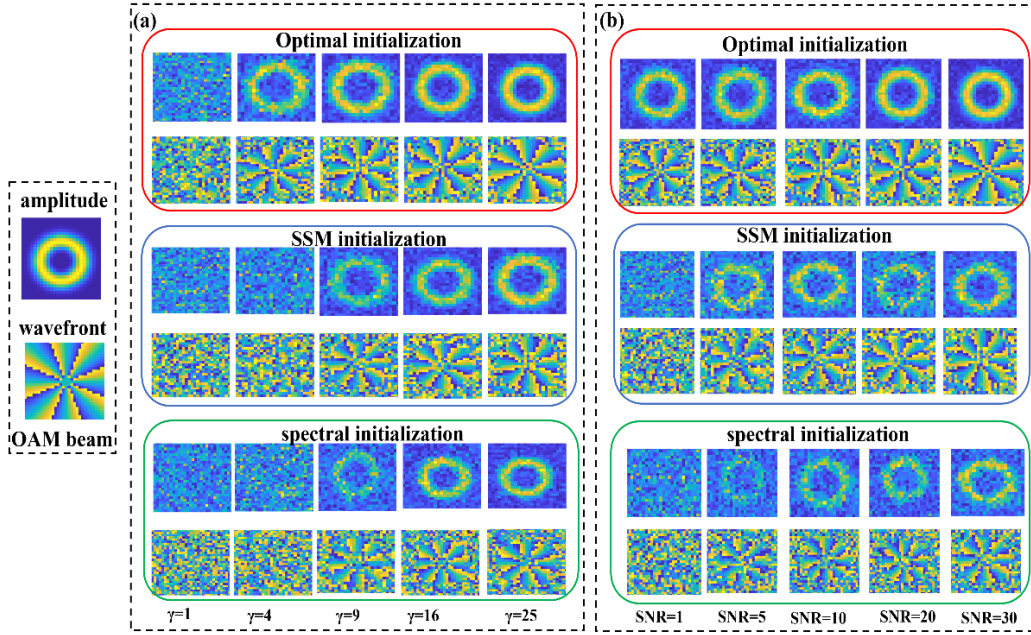 amplitude
wavefront
OAM beam
(a)
Optimal initialization
SSM initialization
spectral initialization
γ=1 γ=4 γ=9 γ=16 γ=25
(b)
Optimal initialization
SSM initialization
spectral initialization
SNR=1 SNR=5 SNR=10 SNR=20 SNR=30